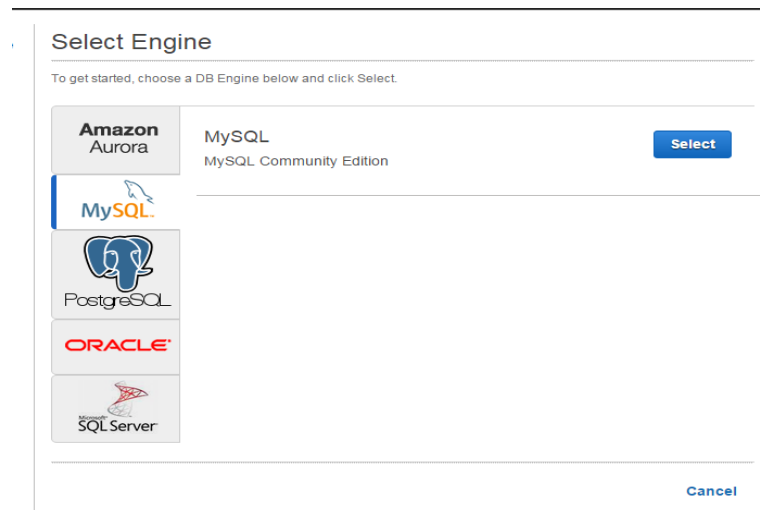 Select Engine
To get started, choose a DB Engine below and click Select.
Amazon
Aurora
MySQL
MySQL Community Edition
Select
MySQL
PostgreSQL
ORACLE
Microsoft
SQL Server
Cancel